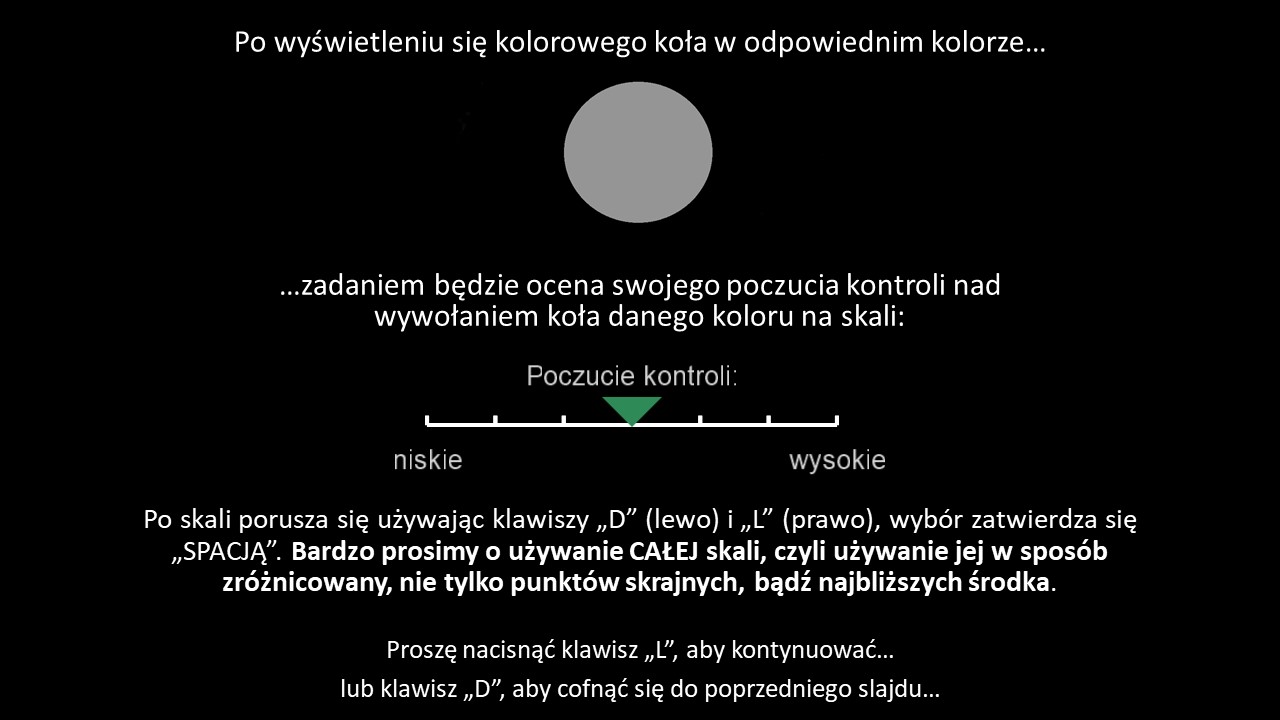 Po wyświetleniu się kolorowego koła w odpowiednim kolorze...
...zadaniem będzie ocena swojego poczucia kontroli nad
wywołaniem koła danego koloru na skali:
Poczucie kontroli:
niskie wysokie
Po skali porusza się używając klawiszy „D” (lewo) i „L” (prawo), wybór zatwierdza się
„SPACJĄ”. Bardzo prosimy o używanie CAŁEJ skali, czyli używanie jej w sposób
zróżnicowany, nie tylko punktów skrajnych, bądź najbliższych środka.
Proszę nacisnąć klawisz „L”, aby kontynuować...
lub klawisz „D”, aby cofnąć się do poprzedniego slajdu...